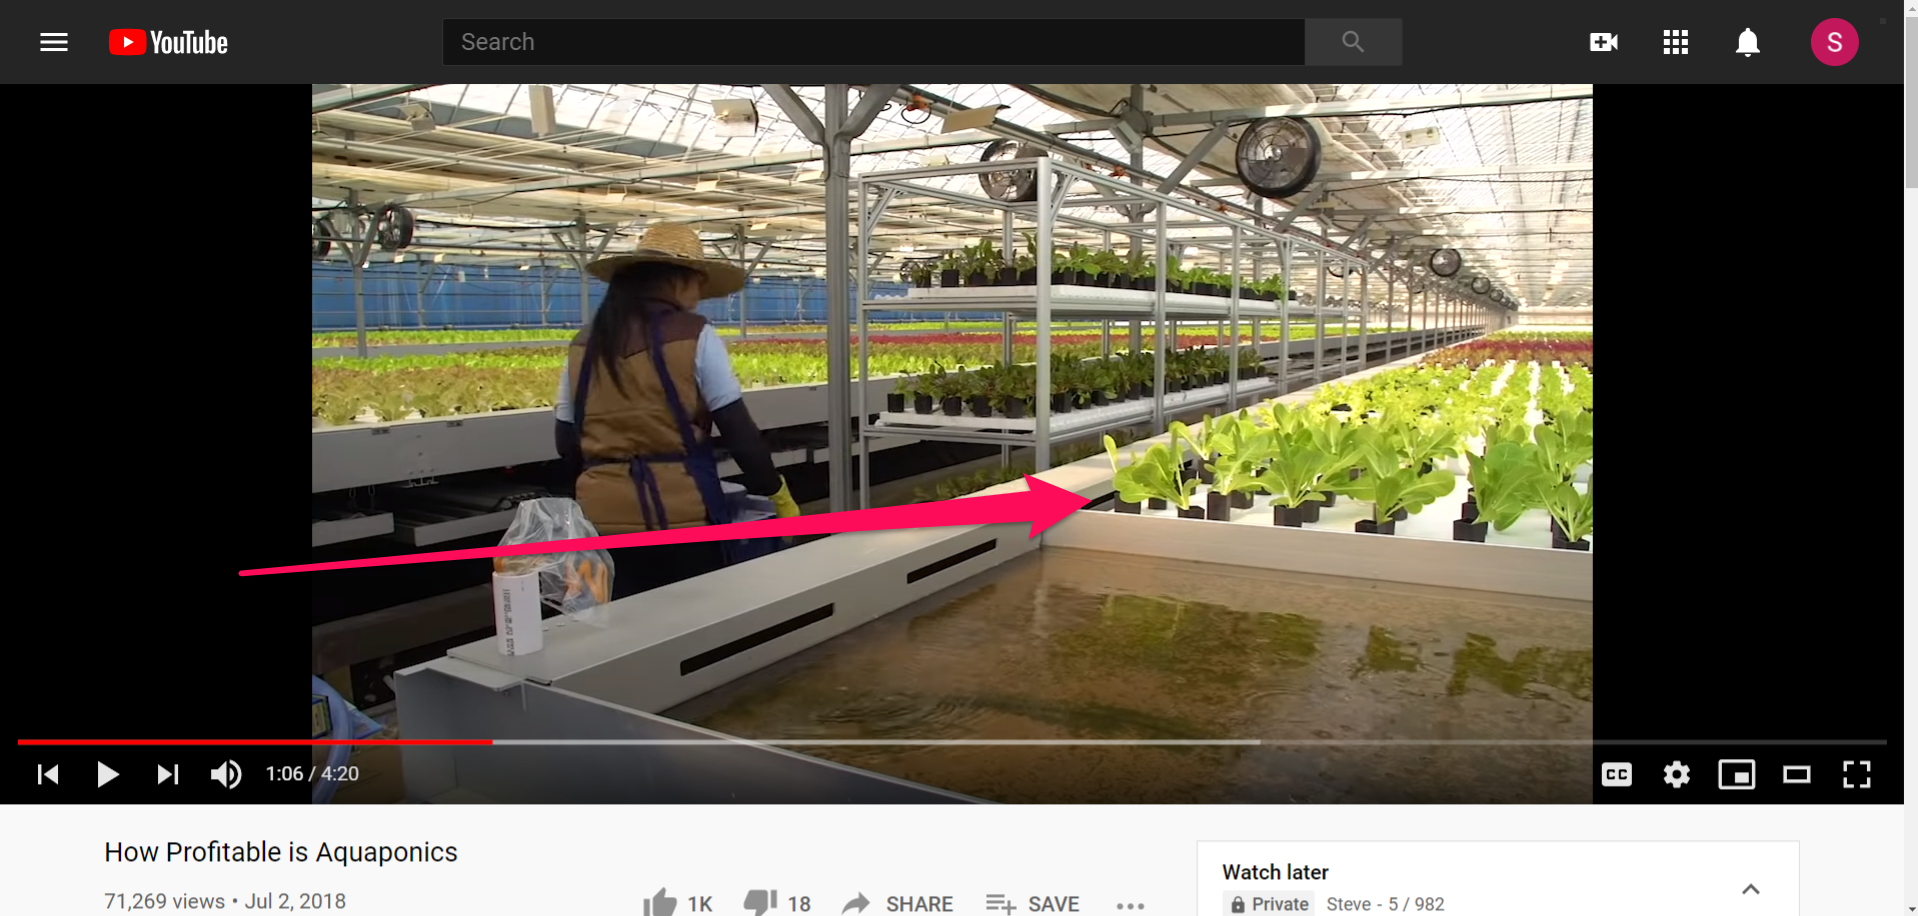 YouTube
Search
S
1:06 / 4:20
CC
How Profitable is Aquaponics
71,269 views • Jul 2, 2018
1K
18
SHARE
SAVE
Watch later
Private
Steve - 5 / 982